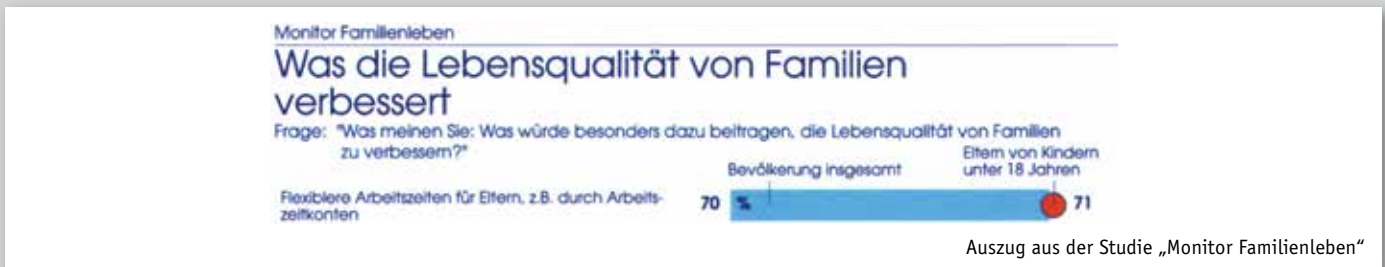 Monitor Familienleben
Was die Lebensqualität von Familien
verbessert
Frage: "Was meinen Sie: Was würde besonders dazu beitragen, die Lebensqualität von Familien
zu verbessern?"
Bevölkerung insgesamt
Eltern von Kindern
unter 18 Jahren
Flexiblere Arbeitszeiten für Eltern, z.B. durch Arbeits-
zeitkonten
70 % 71
Auszug aus der Studie „Monitor Familienleben“